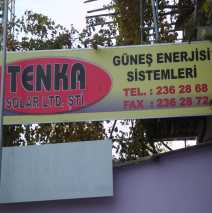 TENKA
SOLAR LTD. ŞTİ
GÜNEŞ ENERJİSİ
SİSTEMLERİ
TEL. : 236 28 68
FAX. : 236 28 72